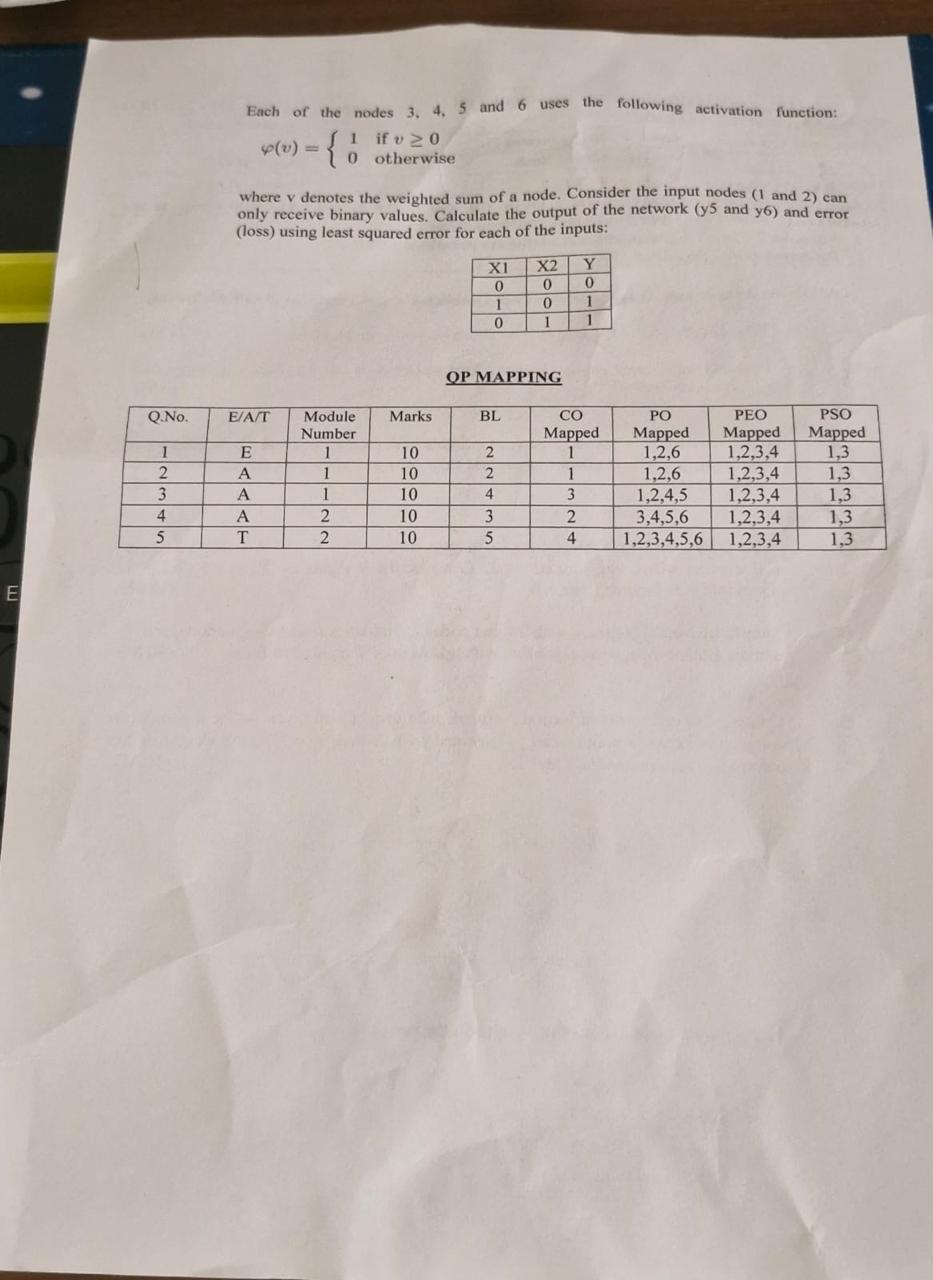 Each of the nodes 3, 4, 5 and 6 uses the following activation function:
φ(v) = { 1 if v ≥ 0
0 otherwise
where v denotes the weighted sum of a node. Consider the input nodes (1 and 2) can
only receive binary values. Calculate the output of the network (y5 and y6) and error
(loss) using least squared error for each of the inputs:
X1 X2 Y
0 0 0
1 0 1
0 1 1
QP MAPPING
Q.No. E/A/T Module Number Marks BL CO Mapped PO Mapped PEO Mapped PSO Mapped
1 E 1 10 2 1 1,2,6 1,2,3,4 1,3
2 A 1 10 2 1 1,2,6 1,2,3,4 1,3
3 A 1 10 4 3 1,2,4,5 1,2,3,4 1,3
4 A 2 10 3 2 3,4,5,6 1,2,3,4 1,3
5 T 2 10 5 4 1,2,3,4,5,6 1,2,3,4 1,3
E